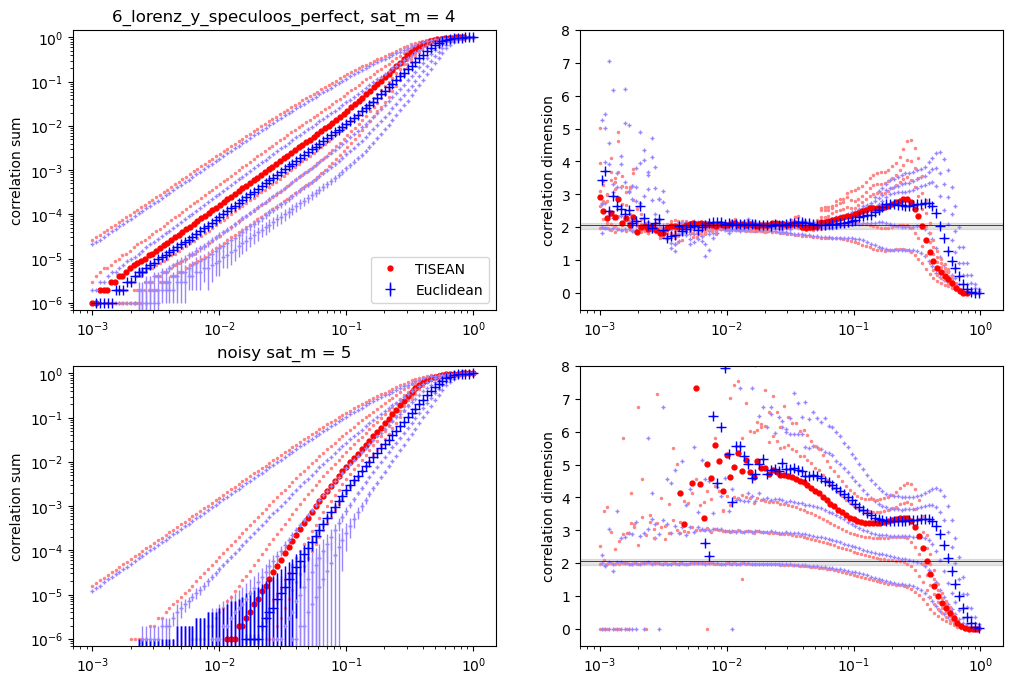 6_lorenz_y_speculoos_perfect, sat_m = 4
correlation sum
10⁰
10⁻¹
10⁻²
10⁻³
10⁻⁴
10⁻⁵
10⁻⁶
TISEAN
Euclidean
10⁻³ 10⁻² 10⁻¹ 10⁰
correlation dimension
8
7
6
5
4
3
2
1
0
10⁻³ 10⁻² 10⁻¹ 10⁰
noisy sat_m = 5
correlation sum
10⁰
10⁻¹
10⁻²
10⁻³
10⁻⁴
10⁻⁵
10⁻⁶
10⁻³ 10⁻² 10⁻¹ 10⁰
correlation dimension
8
7
6
5
4
3
2
1
0
10⁻³ 10⁻² 10⁻¹ 10⁰